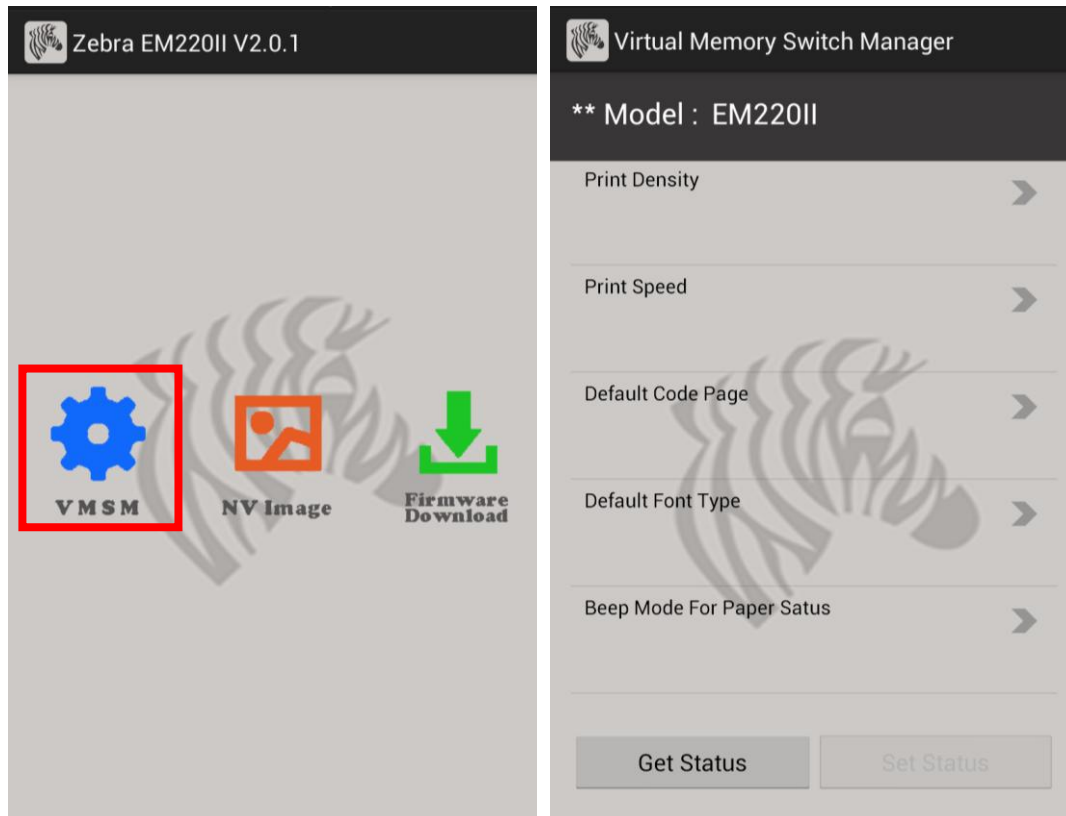 Zebra EM220II V2.0.1
VMSM
NV Image
Firmware
Download
Virtual Memory Switch Manager
** Model : EM220II
Print Density
Print Speed
Default Code Page
Default Font Type
Beep Mode For Paper Satus
Get Status
Set Status